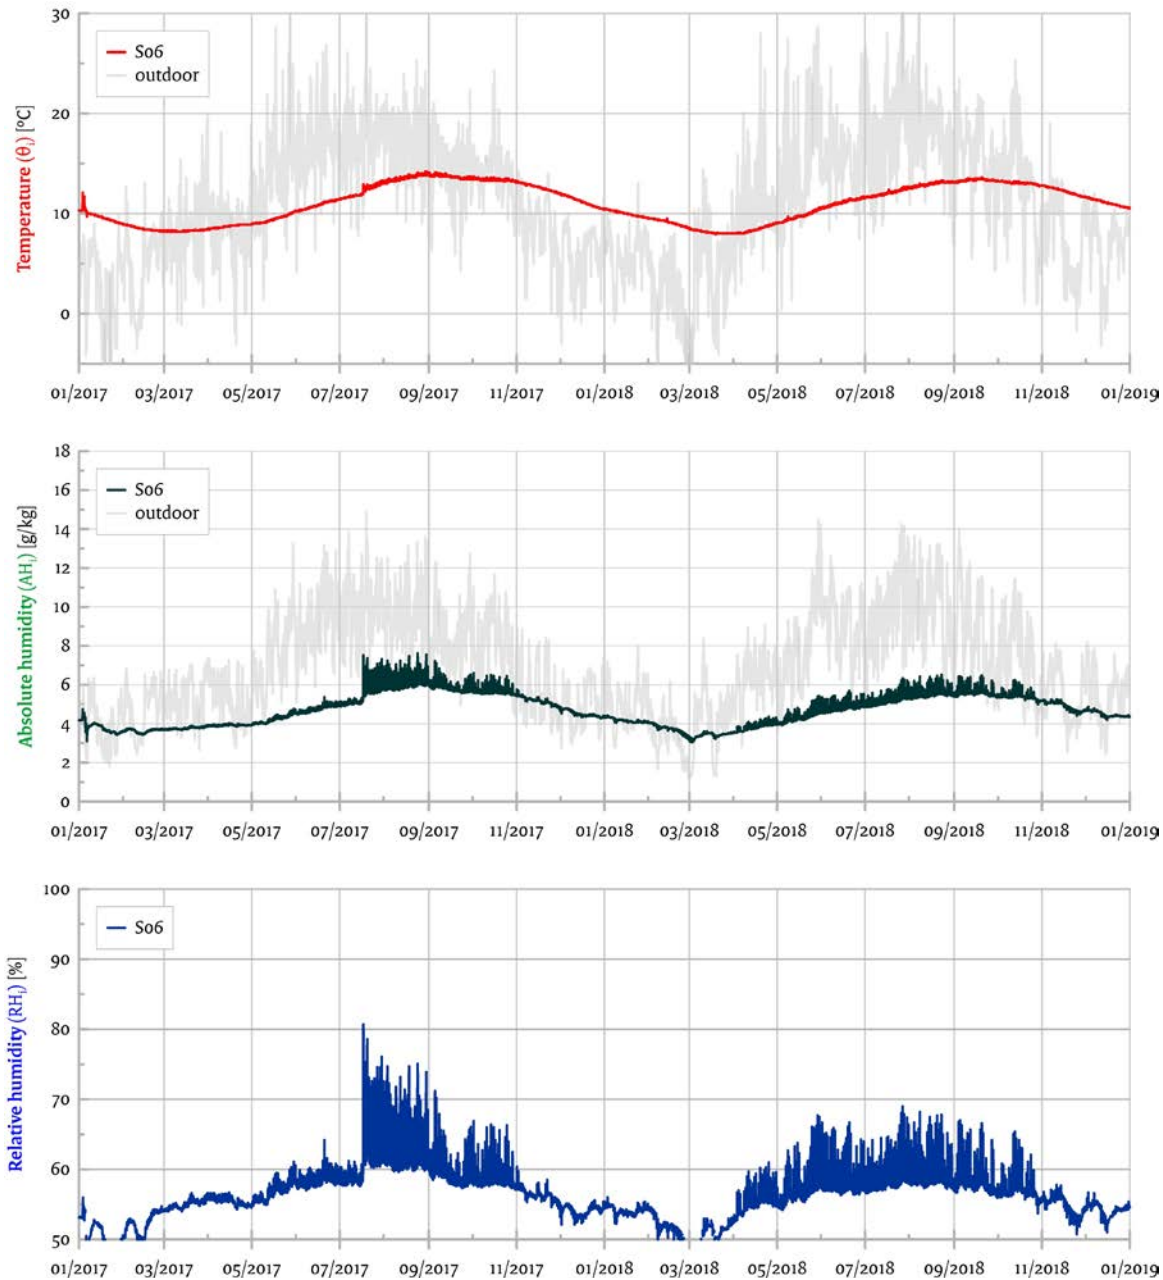 30
20
10
0
Temperature (θᵢ) [ºC]
So6
outdoor
01/2017 03/2017 05/2017 07/2017 09/2017 11/2017 01/2018 03/2018 05/2018 07/2018 09/2018 11/2018 01/2019
18
16
14
12
10
8
6
4
2
0
Absolute humidity (AHᵢ) [g/kg]
So6
outdoor
01/2017 03/2017 05/2017 07/2017 09/2017 11/2017 01/2018 03/2018 05/2018 07/2018 09/2018 11/2018 01/2019
100
90
80
70
60
50
Relative humidity (RHᵢ) [%]
So6
01/2017 03/2017 05/2017 07/2017 09/2017 11/2017 01/2018 03/2018 05/2018 07/2018 09/2018 11/2018 01/2019